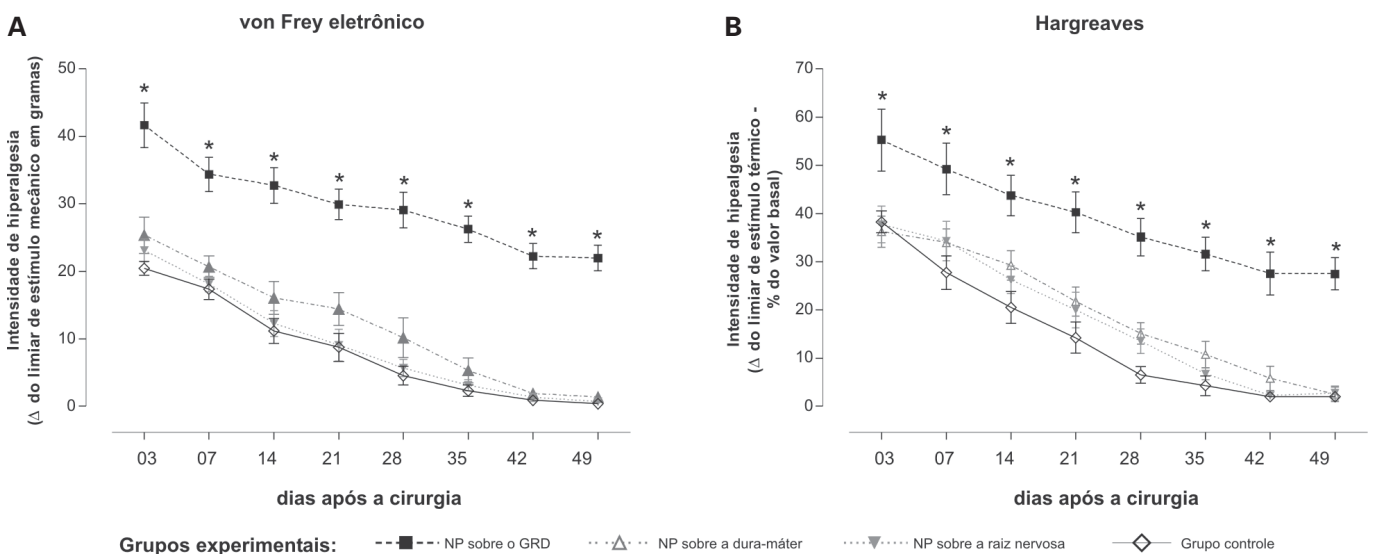 A
von Frey eletrônico
Intensidade de hiperalgesia
(Δ do limiar de estímulo mecânico em gramas)
50
40
30
20
10
0
* * * * * * * *
03 07 14 21 28 35 42 49
dias após a cirurgia
B
Hargreaves
Intensidade de hipealgesia
(Δ do limiar de estímulo térmico -
% do valor basal)
70
60
50
40
30
20
10
0
* * * * * * * *
03 07 14 21 28 35 42 49
dias após a cirurgia
Grupos experimentais: NP sobre o GRD NP sobre a dura-máter NP sobre a raiz nervosa Grupo controle